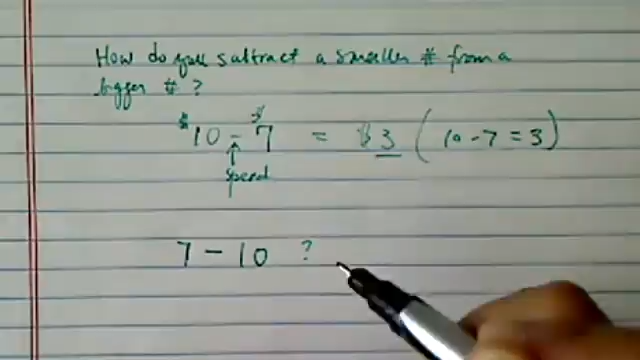 How do you subtract a smaller # from a
bigger # ?
$10 - $7 = $3 ( 10 - 7 = 3 )
↑
spend
7 - 10 ?